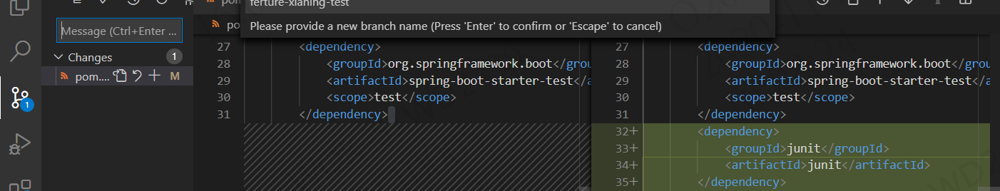 ferture-xianing-test
Please provide a new branch name (Press 'Enter' to confirm or 'Escape' to cancel)
Message (Ctrl+Enter ...
Changes 1
pom.... M
1
27 <dependency>
28 <groupId>org.springframework.boot</grou
29 <artifactId>spring-boot-starter-test</a
30 <scope>test</scope>
31 </dependency>
27 <dependency>
28 <groupId>org.springframework.boot</grou
29 <artifactId>spring-boot-starter-test</a
30 <scope>test</scope>
31 </dependency>
32+ <dependency>
33+ <groupId>junit</groupId>
34+ <artifactId>junit</artifactId>
35+ </dependency>